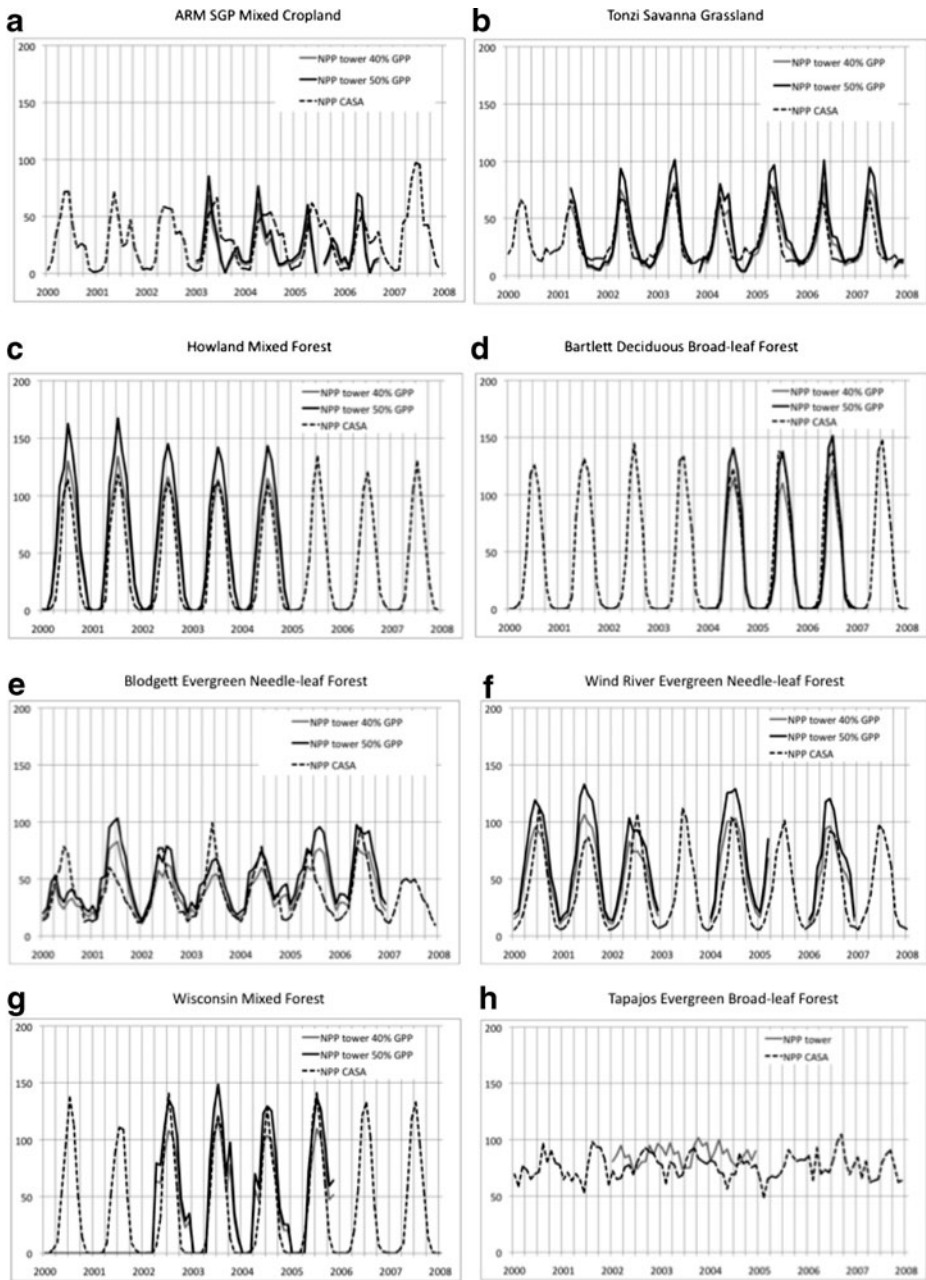 a
ARM SGP Mixed Cropland
200
150
100
50
0
NPP tower 40% GPP
NPP tower 50% GPP
NPP CASA
2000 2001 2002 2003 2004 2005 2006 2007 2008
b
Tonzi Savanna Grassland
200
150
100
50
0
NPP tower 40% GPP
NPP tower 50% GPP
NPP CASA
2000 2001 2002 2003 2004 2005 2006 2007 2008
c
Howland Mixed Forest
200
150
100
50
0
NPP tower 40% GPP
NPP tower 50% GPP
NPP CASA
2000 2001 2002 2003 2004 2005 2006 2007 2008
d
Bartlett Deciduous Broad-leaf Forest
200
150
100
50
0
NPP tower 40% GPP
NPP tower 50% GPP
NPP CASA
2000 2001 2002 2003 2004 2005 2006 2007 2008
e
Blodgett Evergreen Needle-leaf Forest
200
150
100
50
0
NPP tower 40% GPP
NPP tower 50% GPP
NPP CASA
2000 2001 2002 2003 2004 2005 2006 2007 2008
f
Wind River Evergreen Needle-leaf Forest
200
150
100
50
0
NPP tower 40% GPP
NPP tower 50% GPP
NPP CASA
2000 2001 2002 2003 2004 2005 2006 2007 2008
g
Wisconsin Mixed Forest
200
150
100
50
0
NPP tower 40% GPP
NPP tower 50% GPP
NPP CASA
2000 2001 2002 2003 2004 2005 2006 2007 2008
h
Tapajos Evergreen Broad-leaf Forest
200
150
100
50
0
NPP tower
NPP CASA
2000 2001 2002 2003 2004 2005 2006 2007 2008